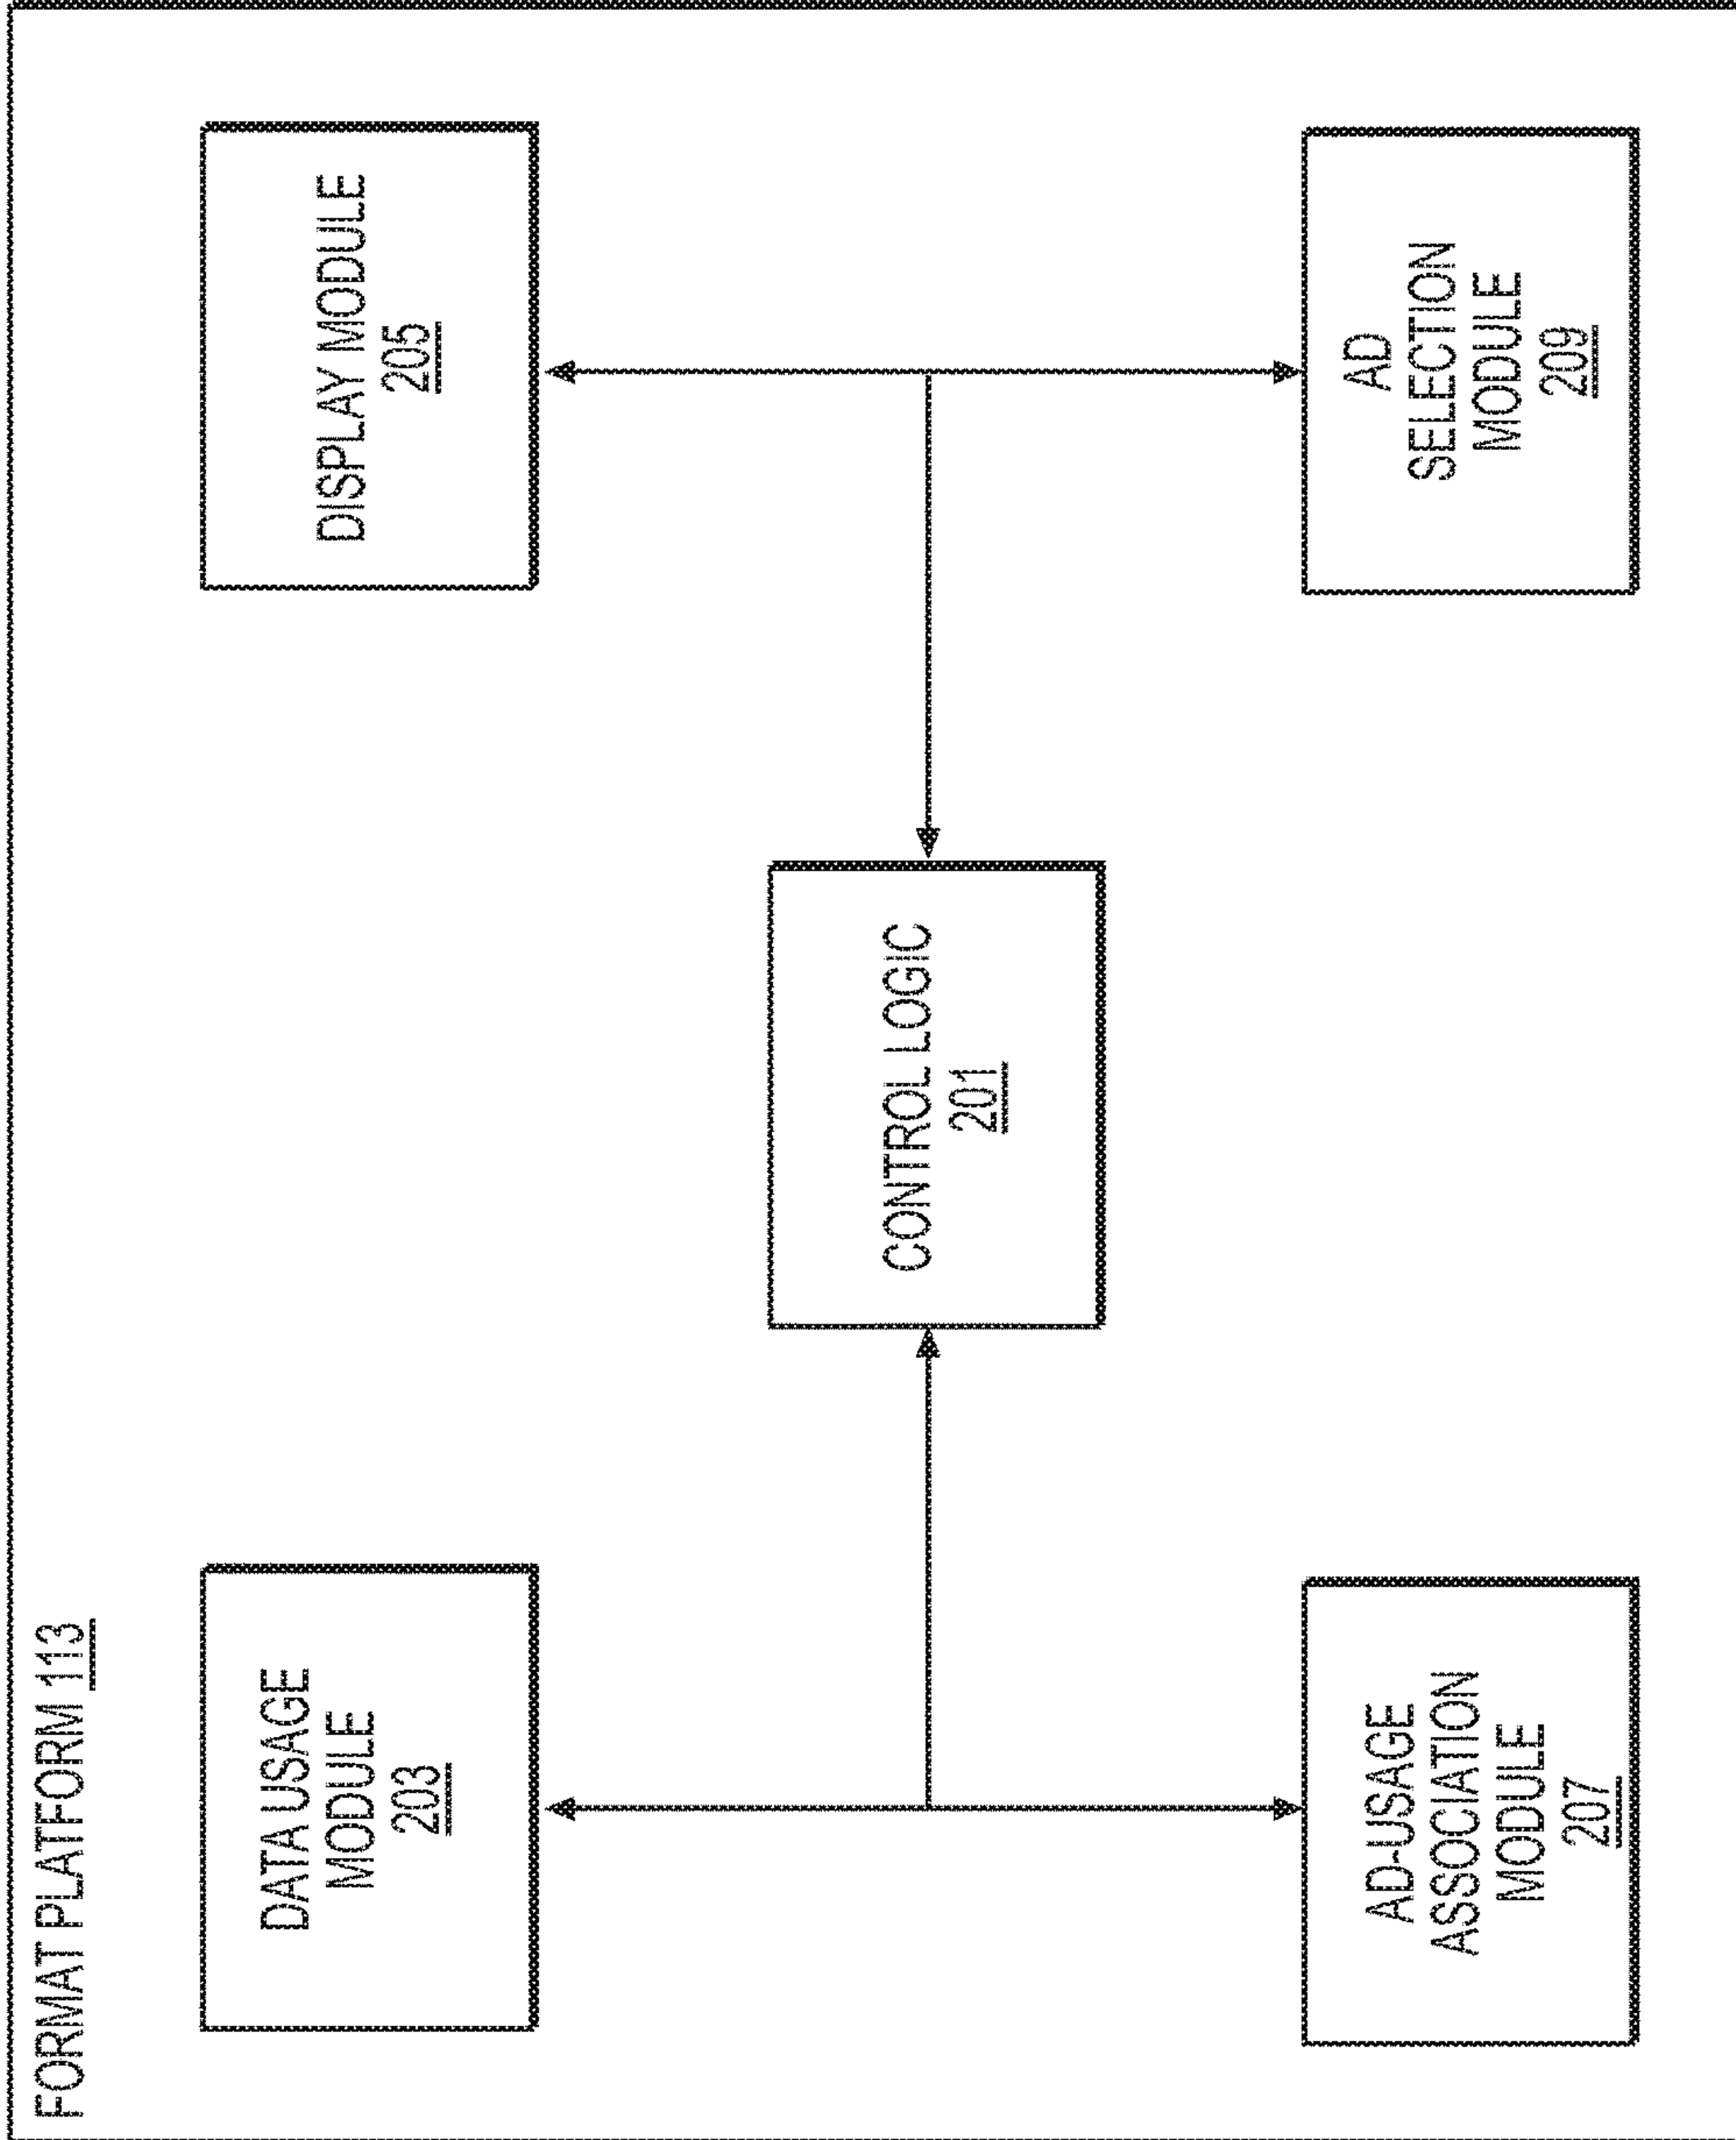 FORMAT PLATFORM 113
DATA USAGE
MODULE
203
DISPLAY MODULE
205
CONTROL LOGIC
201
AD-USAGE
ASSOCIATION
MODULE
207
AD
SELECTION
MODULE
209